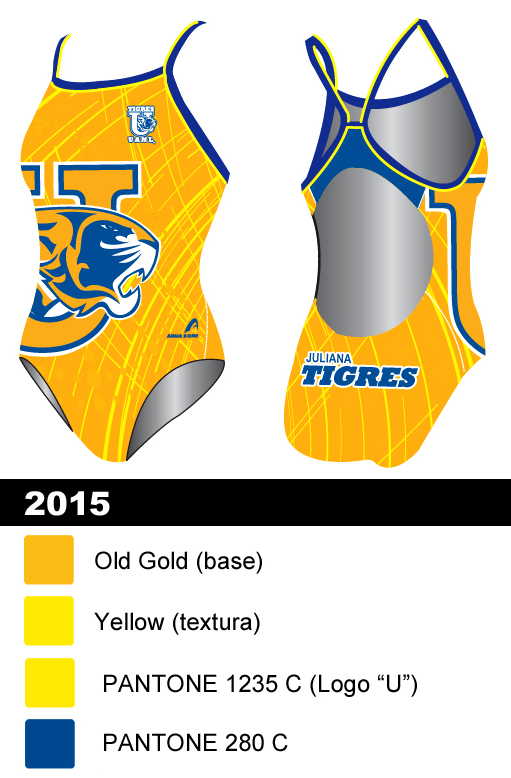 TIGRES
U
UANL
U
AQUA ZONE
JULIANA
TIGRES
2015
Old Gold (base)
Yellow (textura)
PANTONE 1235 C (Logo “U”)
PANTONE 280 C